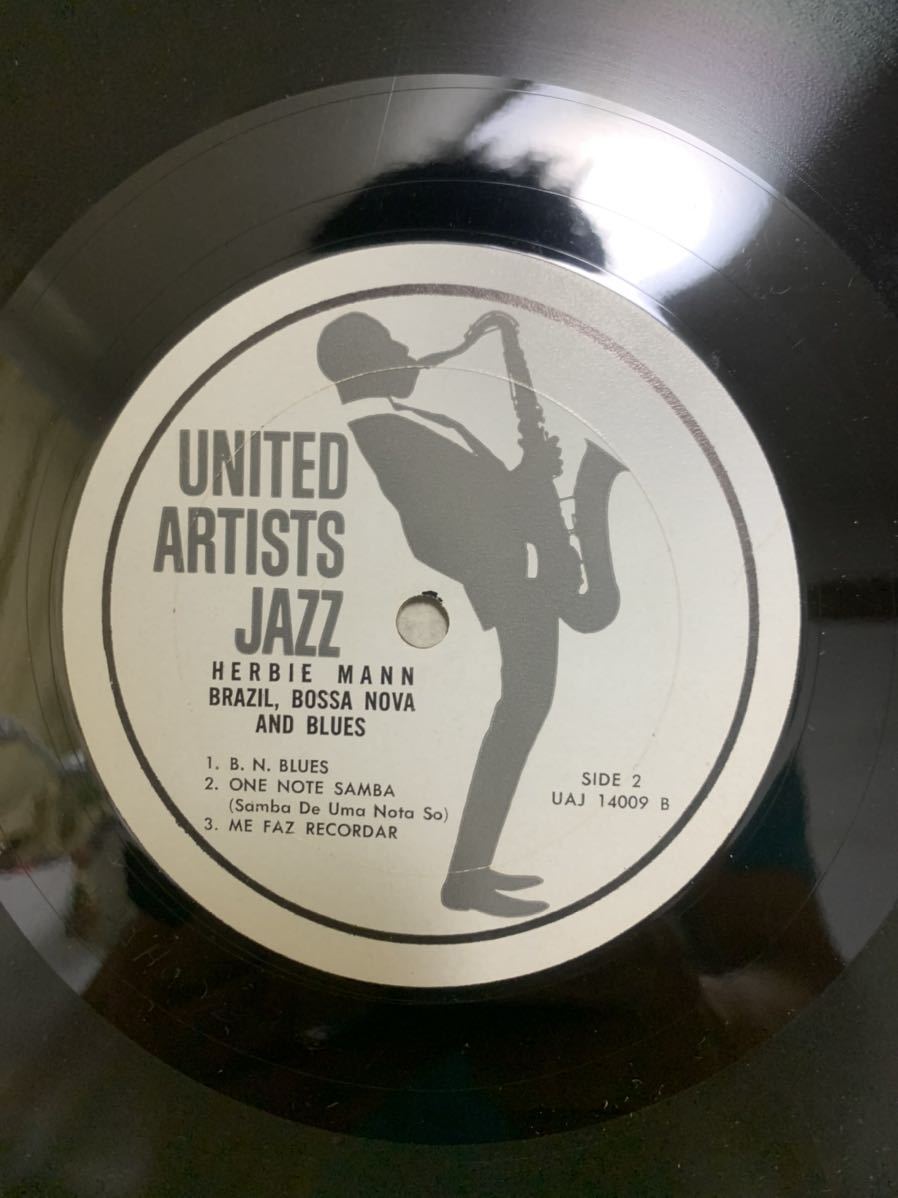 UNITED
ARTISTS
JAZZ
HERBIE MANN
BRAZIL, BOSSA NOVA
AND BLUES
1. B. N. BLUES
2. ONE NOTE SAMBA
(Samba De Uma Nota So)
3. ME FAZ RECORDAR
SIDE 2
UAJ 14009 B